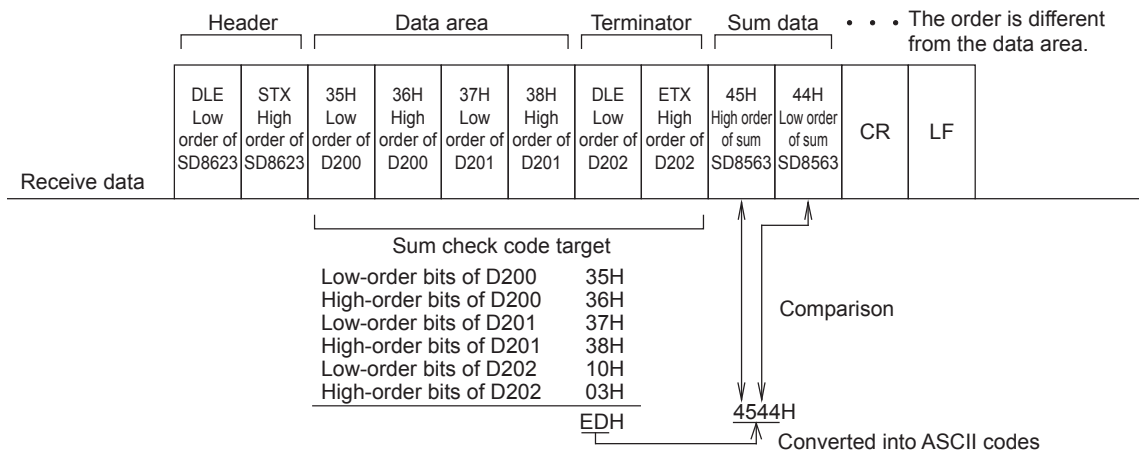 Header Data area Terminator Sum data • • • The order is different
from the data area.
DLE
Low
order of
SD8623
STX
High
order of
SD8623
35H
Low
order of
D200
36H
High
order of
D200
37H
Low
order of
D201
38H
High
order of
D201
DLE
Low
order of
D202
ETX
High
order of
D202
45H
High order
of sum
SD8563
44H
Low order
of sum
SD8563
CR
LF
Receive data
Sum check code target
Low-order bits of D200 35H
High-order bits of D200 36H
Low-order bits of D201 37H
High-order bits of D201 38H
Low-order bits of D202 10H
High-order bits of D202 03H
EDH
Comparison
4544H
Converted into ASCII codes